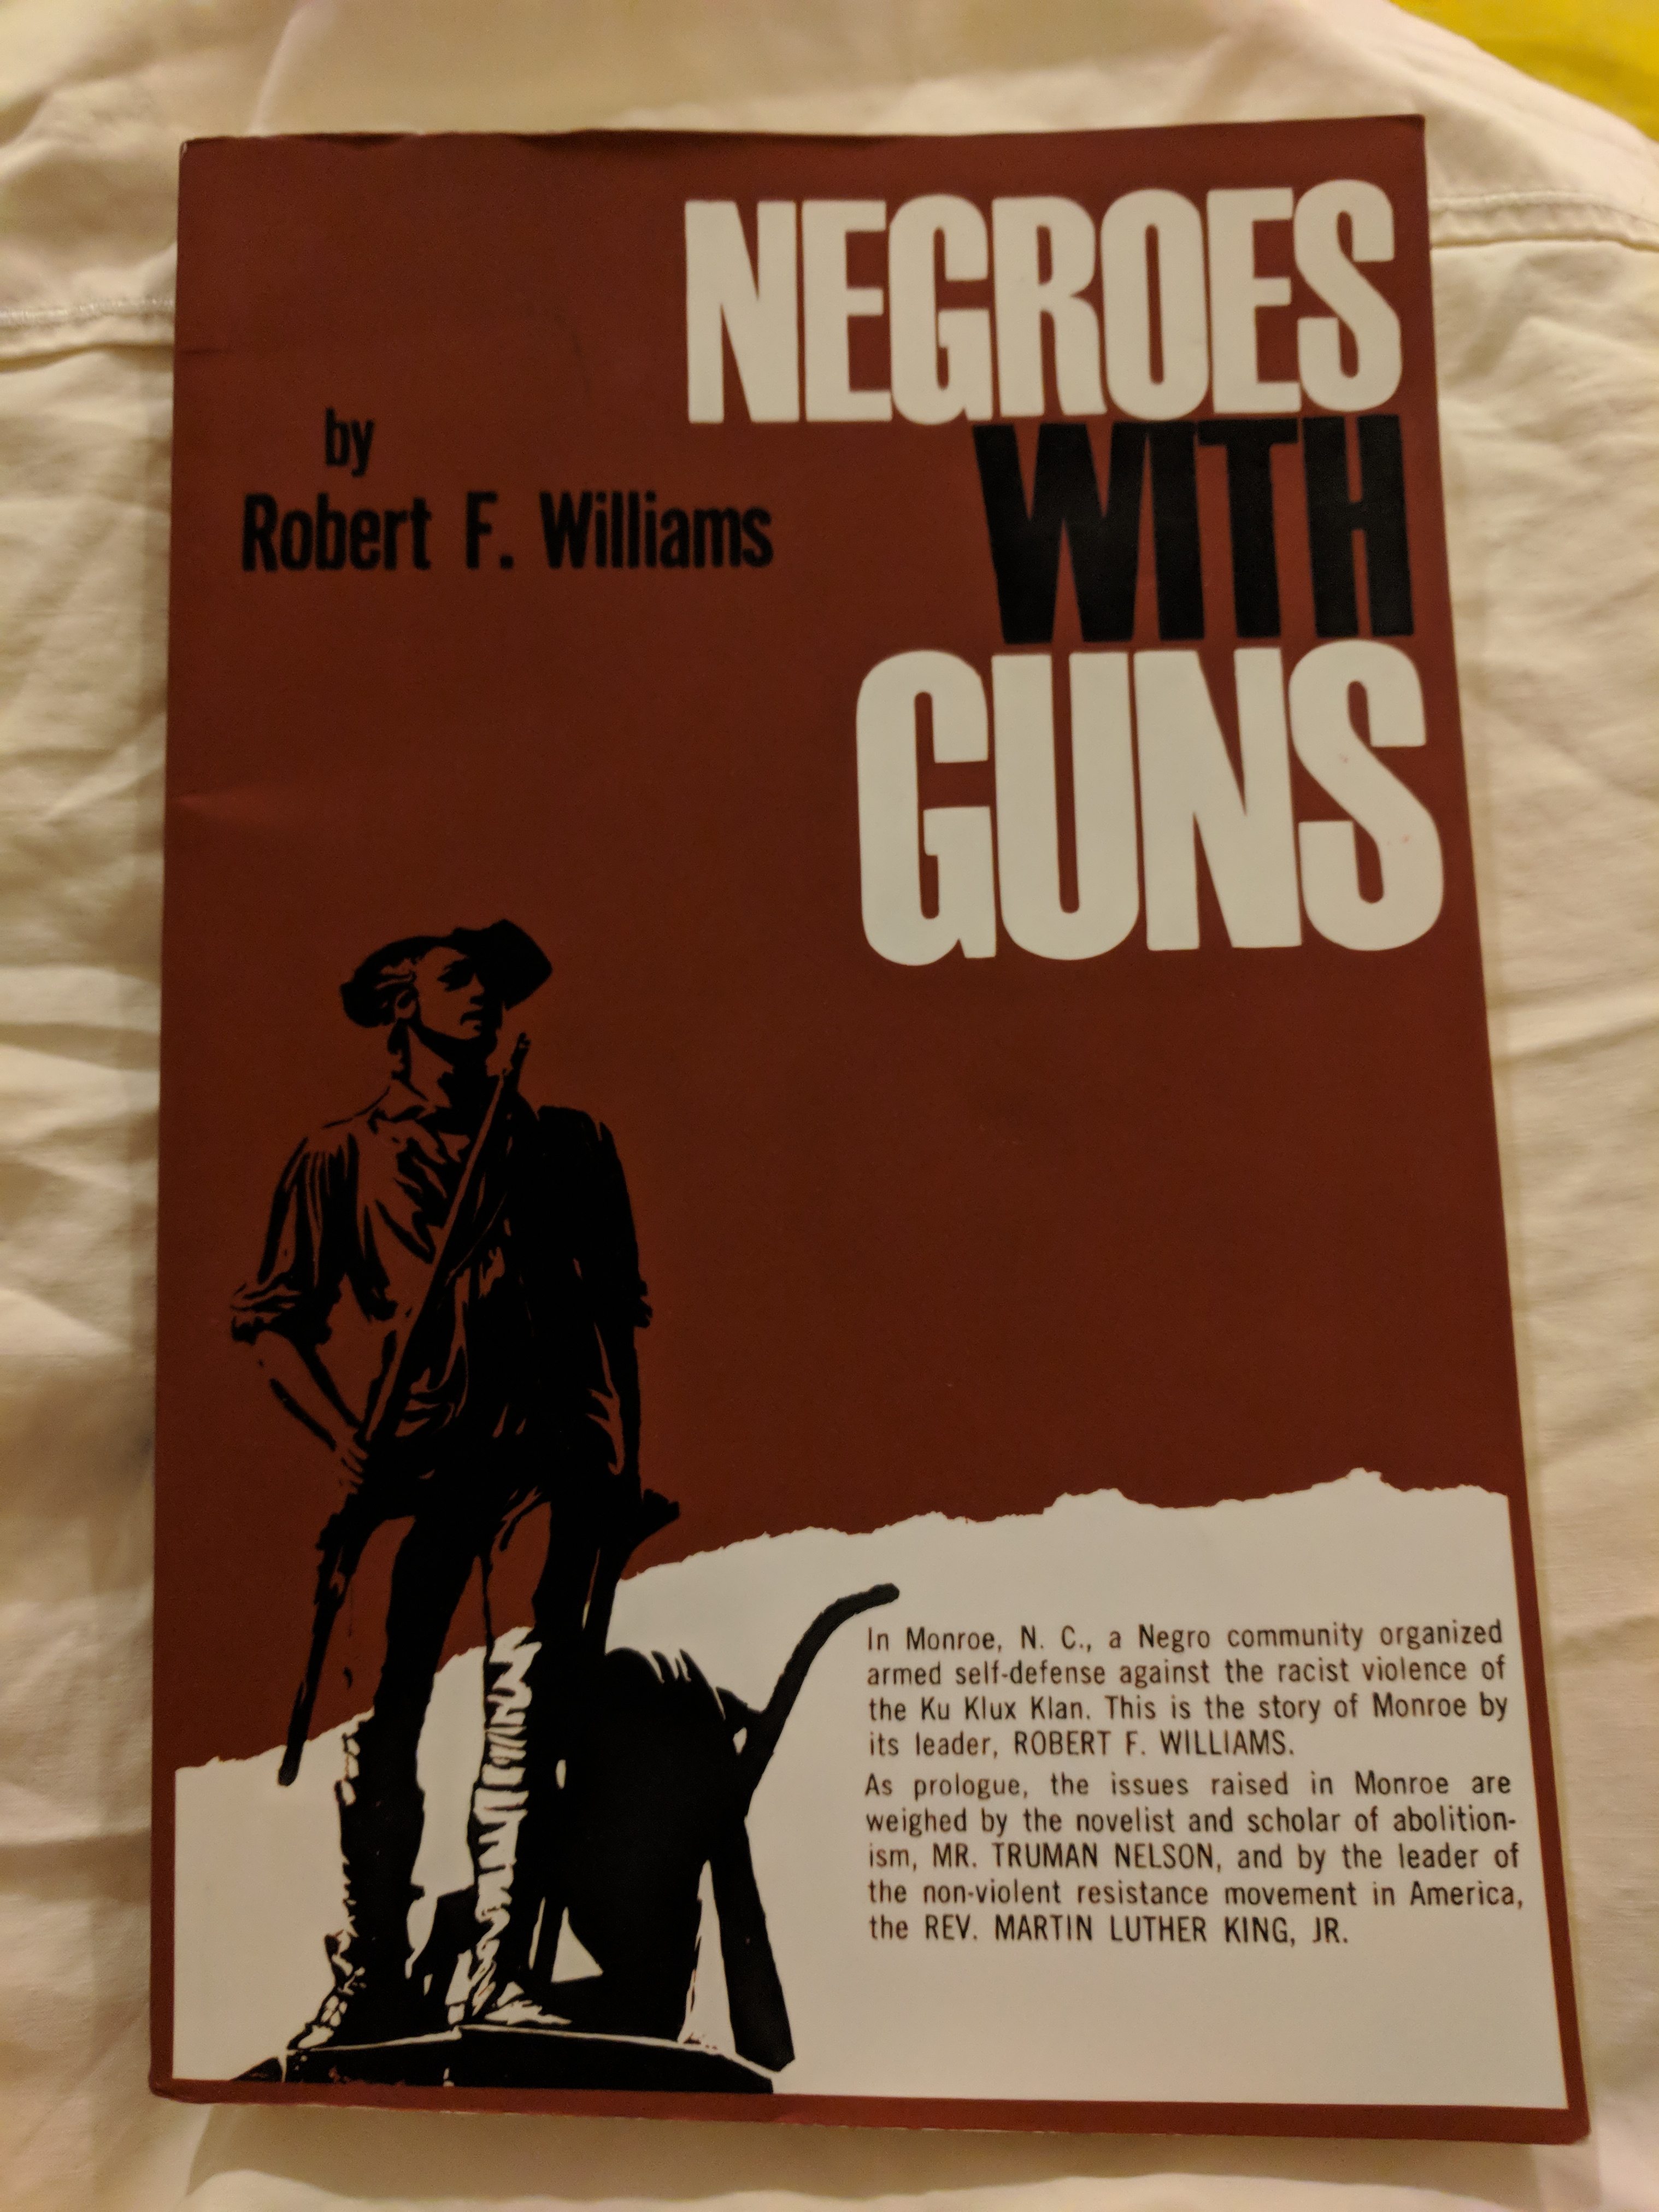 NEGROES
WITH
GUNS
by
Robert F. Williams
In Monroe, N. C., a Negro community organized
armed self-defense against the racist violence of
the Ku Klux Klan. This is the story of Monroe by
its leader, ROBERT F. WILLIAMS.
As prologue, the issues raised in Monroe are
weighed by the novelist and scholar of abolition-
ism, MR. TRUMAN NELSON, and by the leader of
the non-violent resistance movement in America,
the REV. MARTIN LUTHER KING, JR.